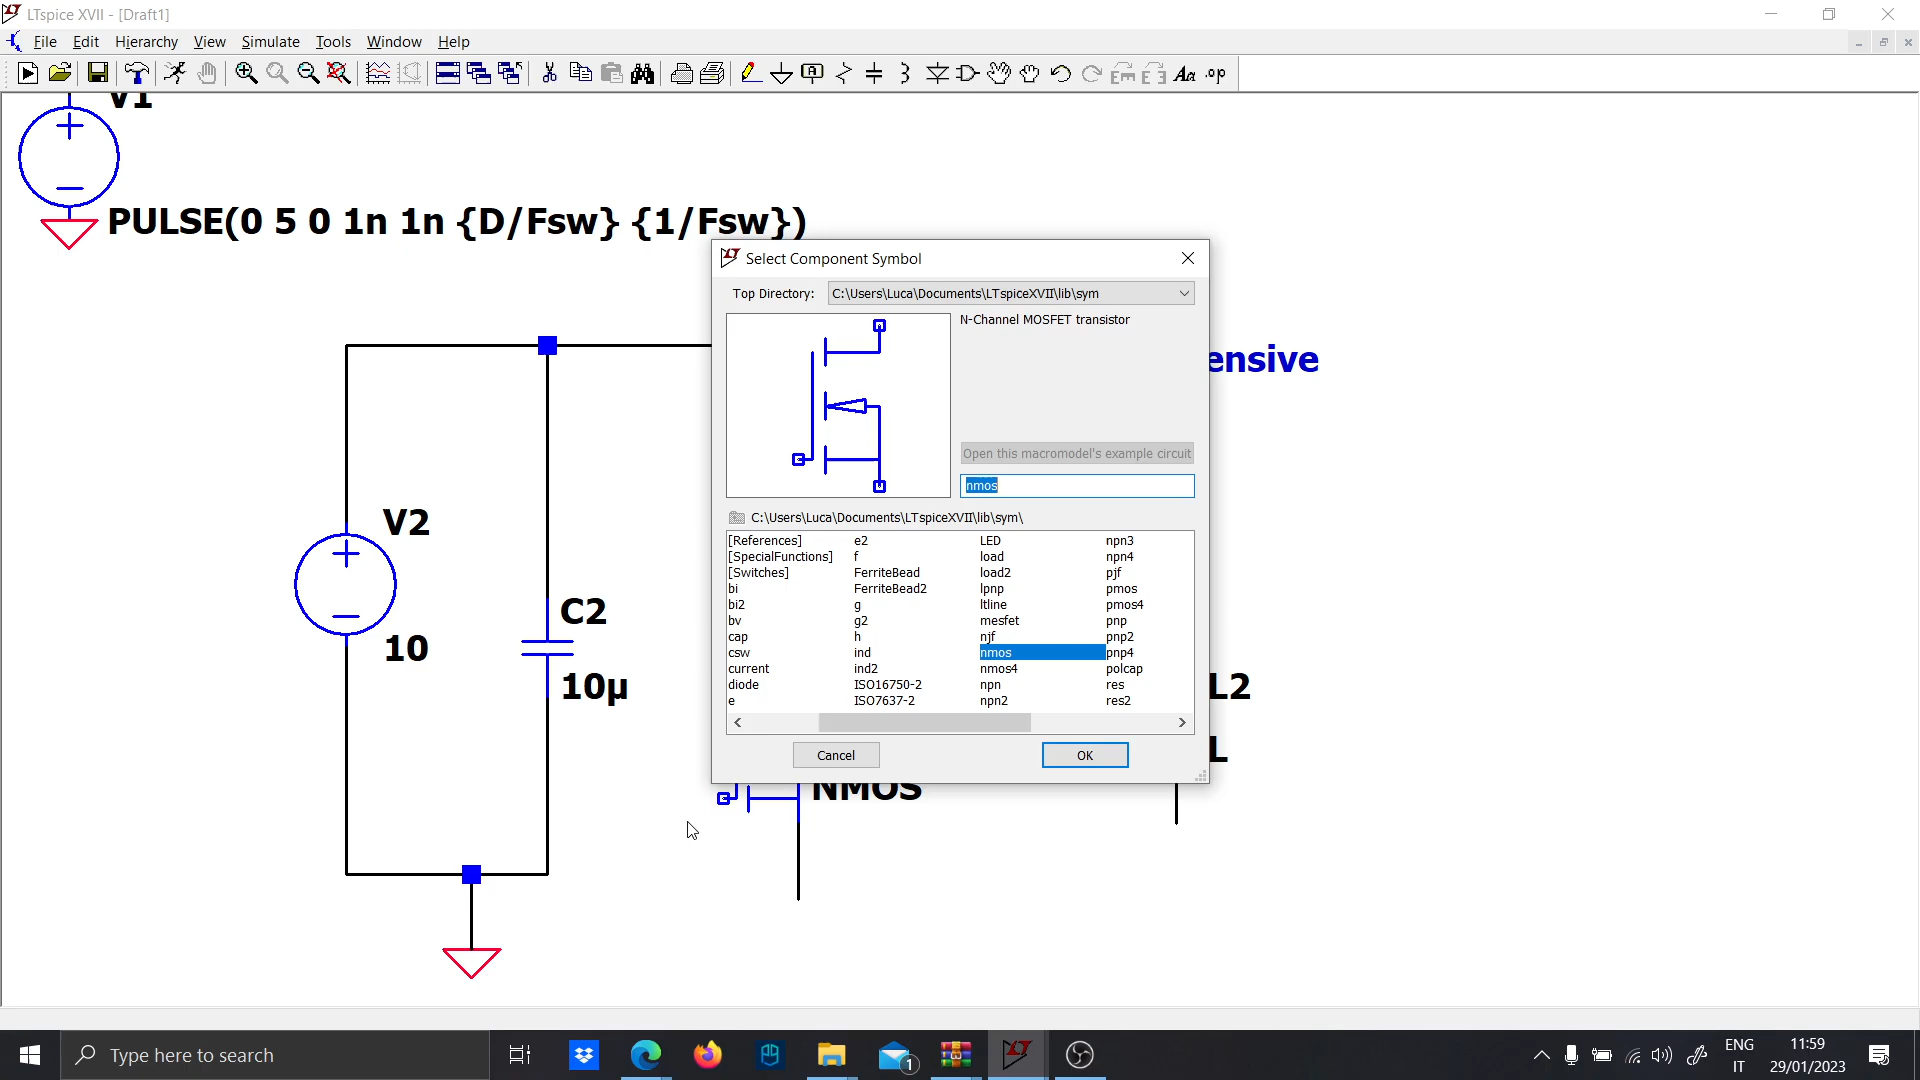 LTspice XVII - [Draft1]
File Edit Hierarchy View Simulate Tools Window Help
Aa .op
V1
PULSE(0 5 0 1n 1n {D/Fsw} {1/Fsw})
Select Component Symbol
Top Directory: C:\Users\Luca\Documents\LTspiceXVII\lib\sym
N-Channel MOSFET transistor
ensive
Open this macromodel's example circuit
nmos
C:\Users\Luca\Documents\LTspiceXVII\lib\sym\
[References] e2 LED npn3
[SpecialFunctions] f load npn4
[Switches] FerriteBead load2 pjf
bi FerriteBead2 lpnp pmos
bi2 g ltline pmos4
bv g2 mesfet pnp
cap h njf pnp2
csw ind nmos pnp4
current ind2 nmos4 polcap
diode ISO16750-2 npn res
e ISO7637-2 npn2 res2
Cancel OK
V2
10
C2
10µ
L2
L
NMOS
Type here to search
1
ENG
IT
11:59
29/01/2023